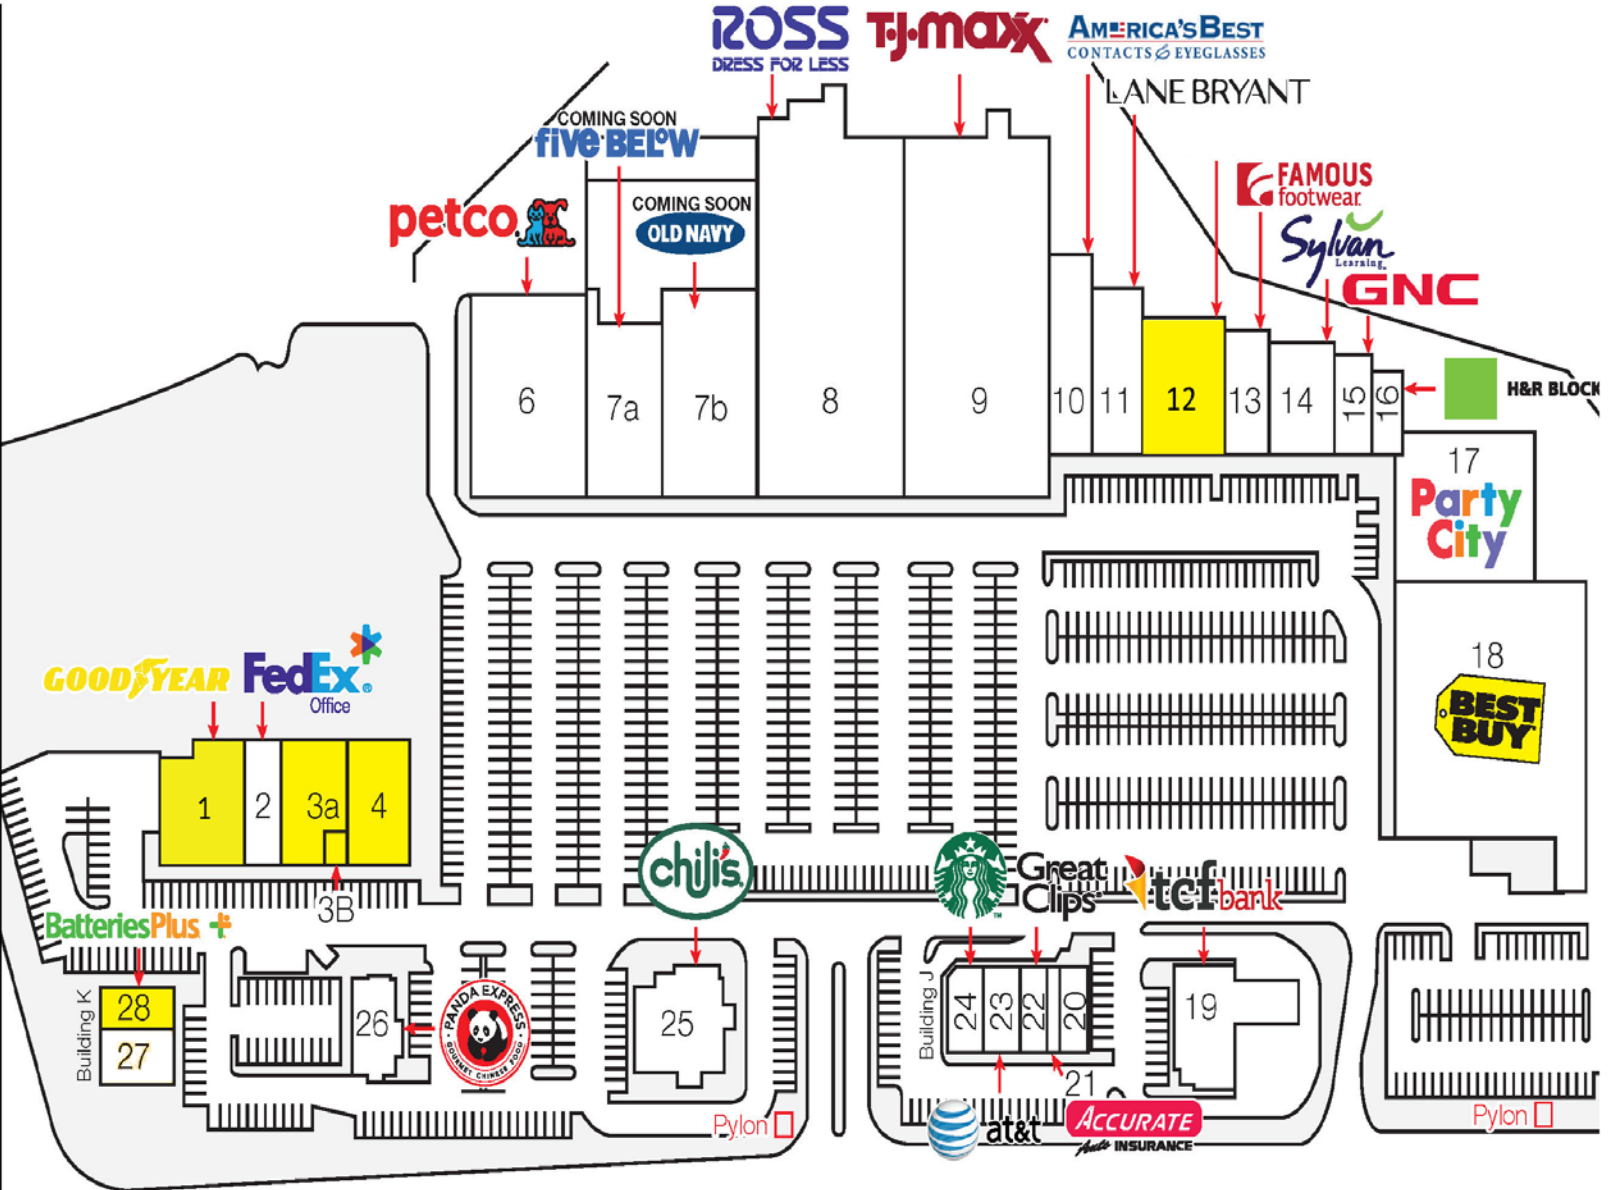 ROSS
DRESS FOR LESS
T•J•maxx
AMERICA'S BEST
CONTACTS & EYEGLASSES
LANE BRYANT
COMING SOON
five BELOW
COMING SOON
OLD NAVY
petco
FAMOUS
footwear
Sylvan
Learning
GNC
H&R BLOCK
6
7a
7b
8
9
10
11
12
13
14
15
16
17
Party
City
18
BEST
BUY
GOODYEAR
FedEx
Office
1
2
3a
4
3B
BatteriesPlus +
Building K
28
27
26
PANDA EXPRESS
GOURMET CHINESE FOOD
chili's
25
Pylon
Great
Clips
tcf bank
Building J
24
23
22
20
21
19
at&t
ACCURATE
Auto INSURANCE
Pylon